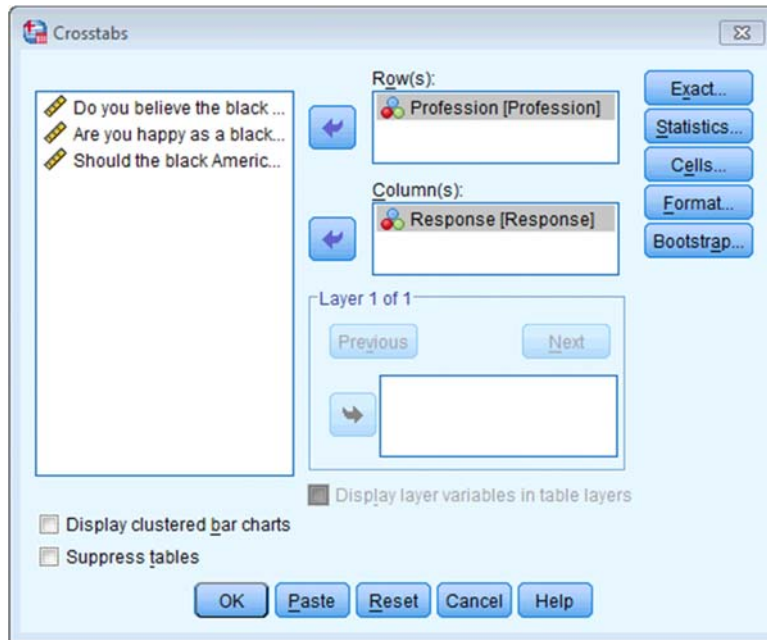 Crosstabs
Do you believe the black ...
Are you happy as a black...
Should the black Americ...
Row(s):
Profession [Profession]
Column(s):
Response [Response]
Layer 1 of 1
Previous
Next
Display layer variables in table layers
Exact...
Statistics...
Cells...
Format...
Bootstrap...
Display clustered bar charts
Suppress tables
OK Paste Reset Cancel Help